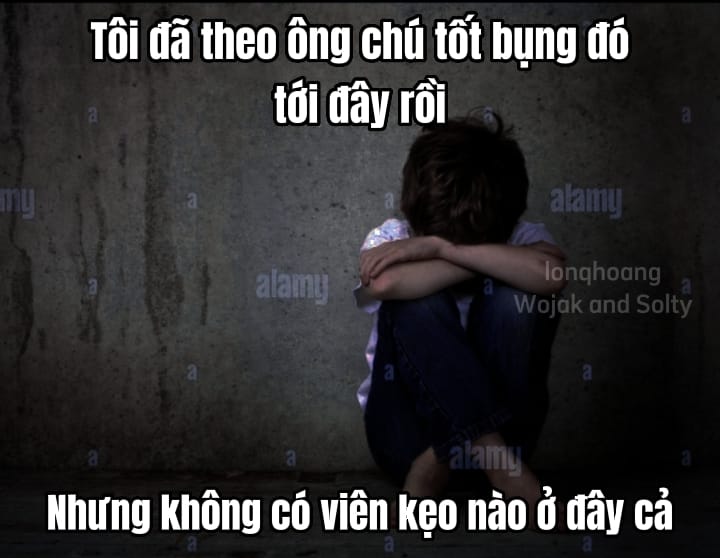 Tôi đã theo ông chú tốt bụng đó
tới đây rồi
a
a
a
my
a
a
alamy
a
alamy
a
a
lonqhoang
Wojak and Solty
a
a
a
a
a
alamy
a
Nhưng không có viên kẹo nào ở đây cả